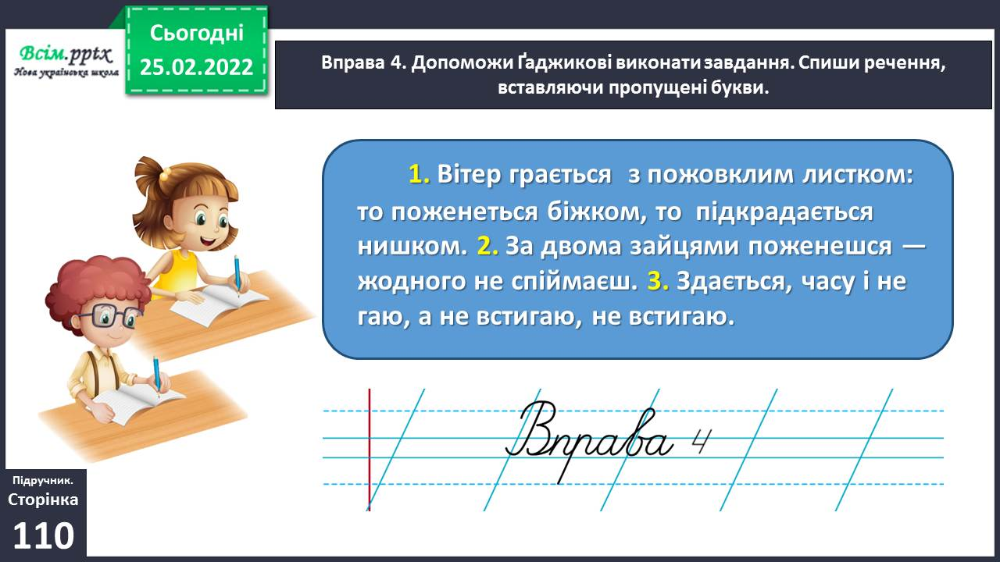 Всім.pptx
Нова українська школа
Сьогодні
25.02.2022
Вправа 4. Допоможи Ґаджикові виконати завдання. Спиши речення,
вставляючи пропущені букви.
1. Вітер грається з пожовклим листком:
то поженеться біжком, то підкрадається
нишком. 2. За двома зайцями поженешся —
жодного не спіймаєш. 3. Здається, часу і не
гаю, а не встигаю, не встигаю.
Вправа 4
Підручник.
Сторінка
110